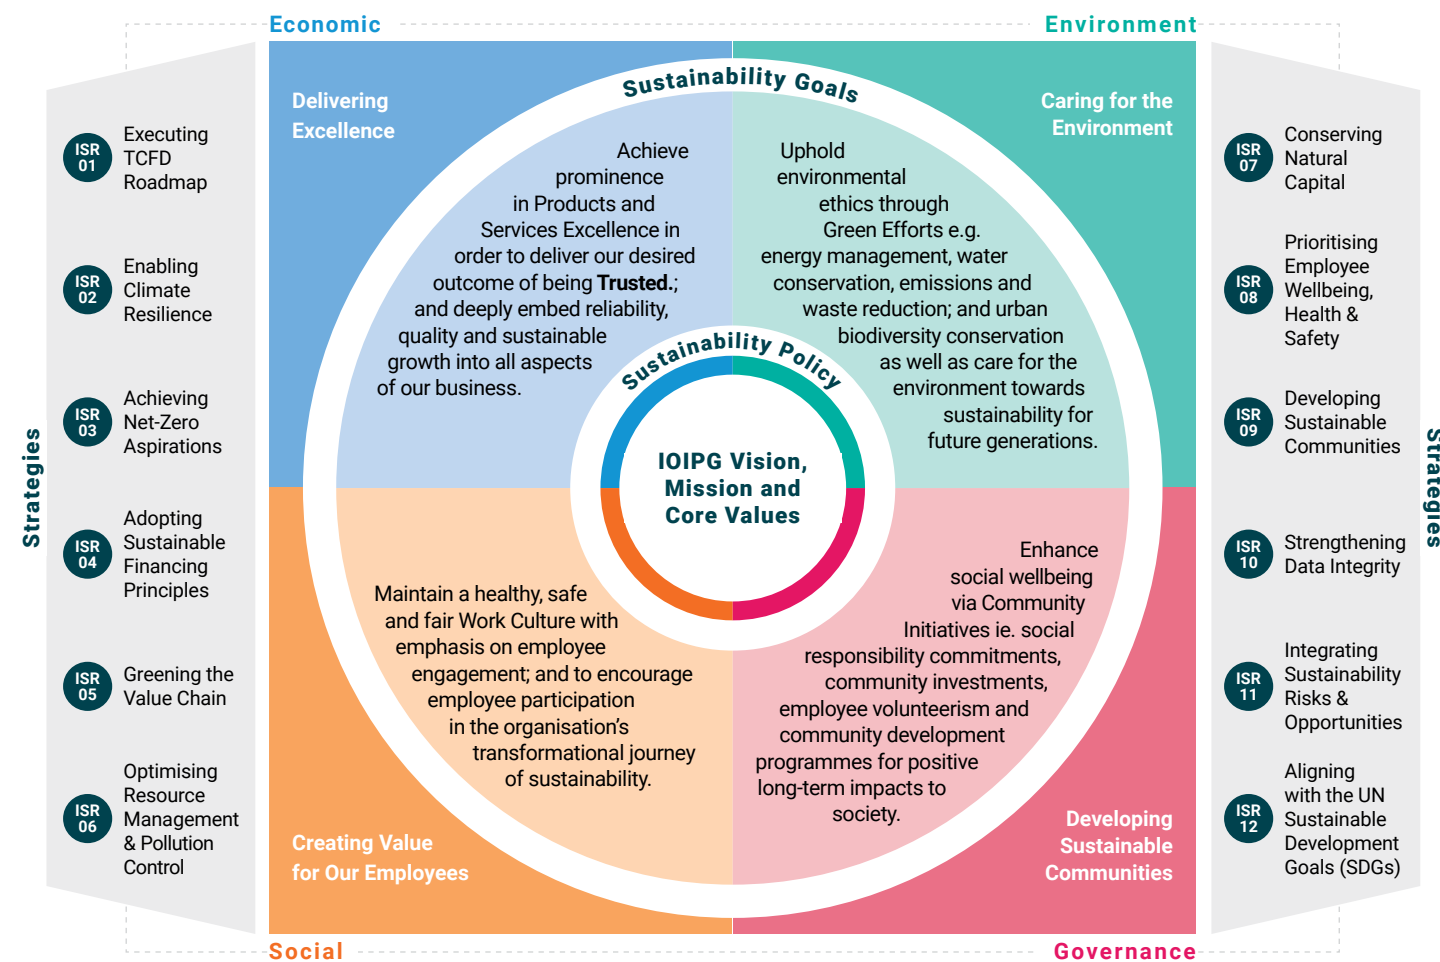 Economic
Environment
Strategies
ISR
01
Executing
TCFD
Roadmap
ISR
02
Enabling
Climate
Resilience
ISR
03
Achieving
Net-Zero
Aspirations
ISR
04
Adopting
Sustainable
Financing
Principles
ISR
05
Greening the
Value Chain
ISR
06
Optimising
Resource
Management
& Pollution
Control
Delivering
Excellence
Caring for the
Environment
Sustainability Goals
Achieve
prominence
in Products and
Services Excellence in
order to deliver our desired
outcome of being Trusted.;
and deeply embed reliability,
quality and sustainable
growth into all aspects
of our business.
Uphold
environmental
ethics through
Green Efforts e.g.
energy management, water
conservation, emissions and
waste reduction; and urban
biodiversity conservation
as well as care for the
environment towards
sustainability for
future generations.
Sustainability Policy
IOIPG Vision,
Mission and
Core Values
Maintain a healthy, safe
and fair Work Culture with
emphasis on employee
engagement; and to encourage
employee participation
in the organisation's
transformational journey
of sustainability.
Enhance
social wellbeing
via Community
Initiatives ie. social
responsibility commitments,
community investments,
employee volunteerism and
community development
programmes for positive
long-term impacts to
society.
Creating Value
for Our Employees
Developing
Sustainable
Communities
ISR
07
Conserving
Natural
Capital
ISR
08
Prioritising
Employee
Wellbeing,
Health &
Safety
ISR
09
Developing
Sustainable
Communities
ISR
10
Strengthening
Data Integrity
ISR
11
Integrating
Sustainability
Risks &
Opportunities
ISR
12
Aligning
with the UN
Sustainable
Development
Goals (SDGs)
Strategies
Social
Governance